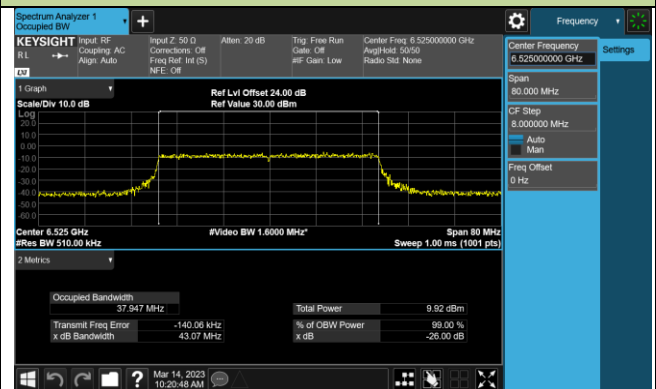 Spectrum Analyzer 1
Occupied BW
Frequency
KEYSIGHT Input: RF
R L Coupling: AC
Align: Auto
LXI
Input Z: 50 Ω
Corrections: Off
Freq Ref: Int (S)
NFE: Off
Atten: 20 dB
Trig: Free Run
Gate: Off
#IF Gain: Low
Center Freq: 6.525000000 GHz
Avg|Hold: 50/50
Radio Std: None
Center Frequency
6.525000000 GHz
Settings
Span
80.000 MHz
CF Step
8.000000 MHz
Auto
Man
Freq Offset
0 Hz
1 Graph
Scale/Div 10.0 dB
Ref Lvl Offset 24.00 dB
Ref Value 30.00 dBm
Log
20.0
10.0
0.00
-10.0
-20.0
-30.0
-40.0
-50.0
-60.0
Center 6.525 GHz
#Video BW 1.6000 MHz*
Span 80 MHz
#Res BW 510.00 kHz
Sweep 1.00 ms (1001 pts)
2 Metrics
Occupied Bandwidth
37.947 MHz
Total Power 9.92 dBm
Transmit Freq Error -140.06 kHz
% of OBW Power 99.00 %
x dB Bandwidth 43.07 MHz
x dB -26.00 dB
Mar 14, 2023
10:20:48 AM